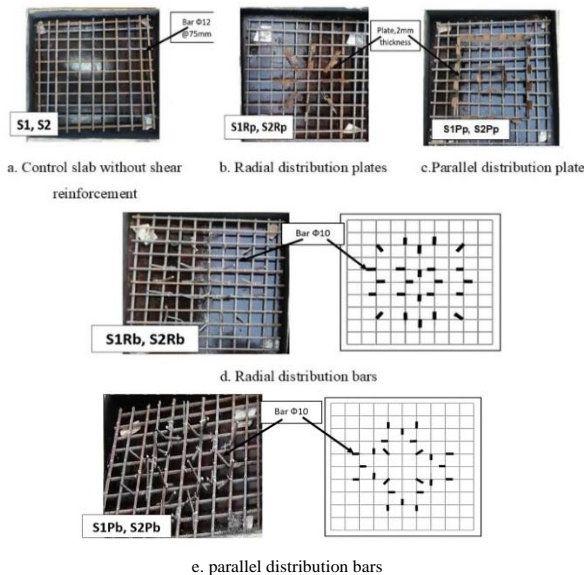 Bar Φ12
@75mm
Plate,2mm
thickness
S1, S2
S1Rp, S2Rp
S1Pp, S2Pp
a. Control slab without shear
reinforcement
b. Radial distribution plates
c.Parallel distribution plate
Bar Φ10
S1Rb, S2Rb
d. Radial distribution bars
Bar Φ10
S1Pb, S2Pb
e. parallel distribution bars